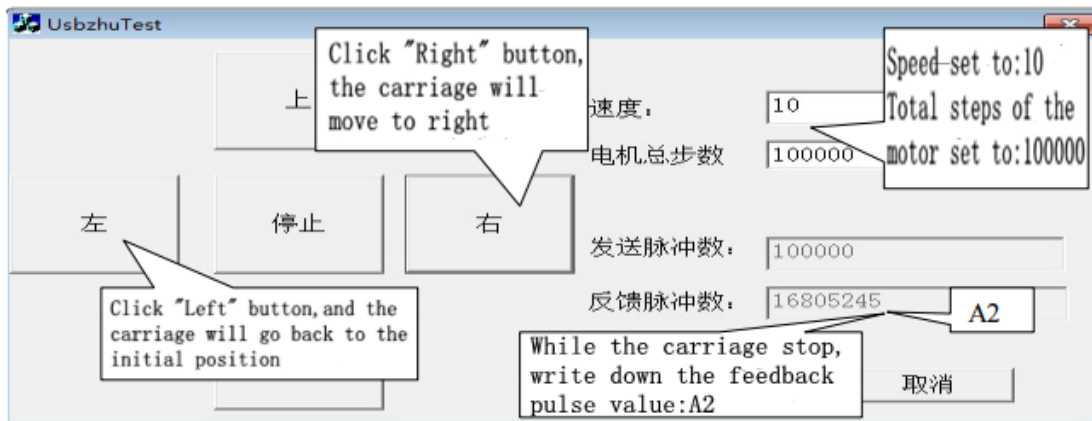 UsbzhuTest
上
Click "Right" button,
the carriage will
move to right
速度：
10
Speed set to:10
Total steps of the
motor set to:100000
电机总步数
100000
左
停止
右
发送脉冲数：
100000
反馈脉冲数：
16805245
A2
Click "Left" button,and the
carriage will go back to the
initial position
While the carriage stop,
write down the feedback
pulse value:A2
取消